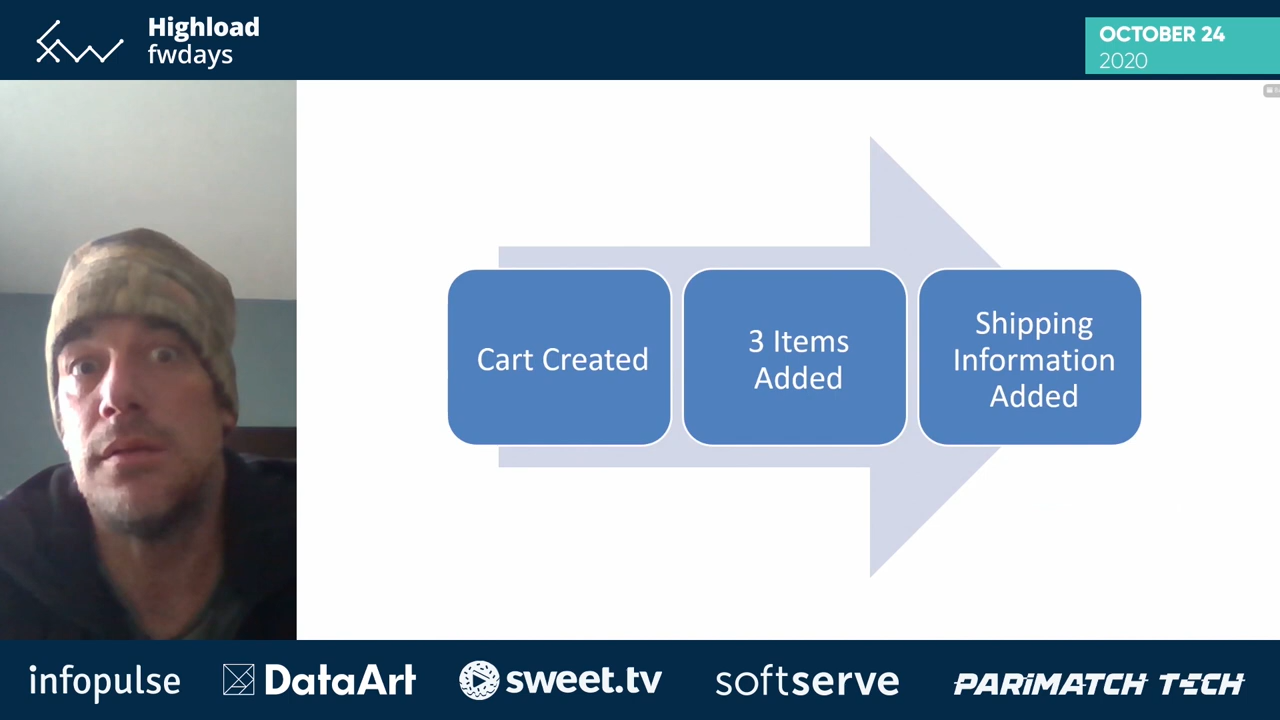 Highload
fwdays
OCTOBER 24
2020
Cart Created
3 Items
Added
Shipping
Information
Added
infopulse
DataArt
sweet.tv
softserve
PARIMATCH TECH